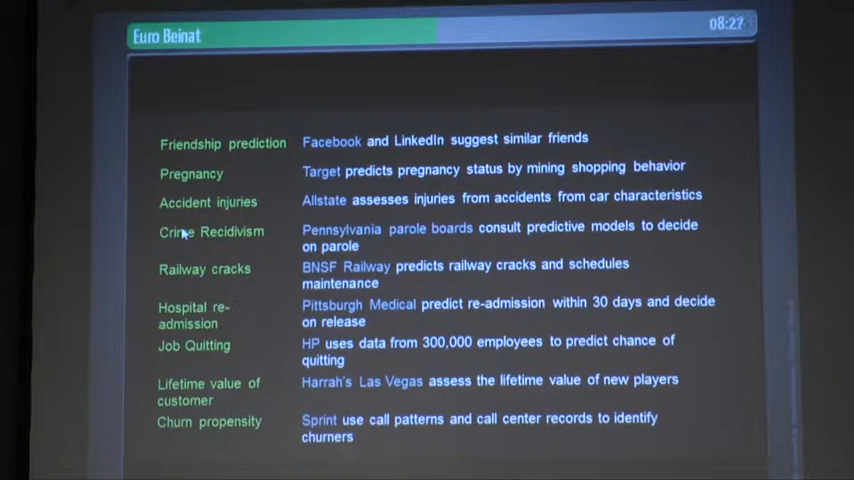 Euro Beinat
08:27
Friendship prediction
Facebook and LinkedIn suggest similar friends
Pregnancy
Target predicts pregnancy status by mining shopping behavior
Accident injuries
Allstate assesses injuries from accidents from car characteristics
Crime Recidivism
Pennsylvania parole boards consult predictive models to decide
on parole
Railway cracks
BNSF Railway predicts railway cracks and schedules
maintenance
Hospital re-
admission
Pittsburgh Medical predict re-admission within 30 days and decide
on release
Job Quitting
HP uses data from 300,000 employees to predict chance of
quitting
Lifetime value of
customer
Harrah's Las Vegas assess the lifetime value of new players
Churn propensity
Sprint use call patterns and call center records to identify
churners